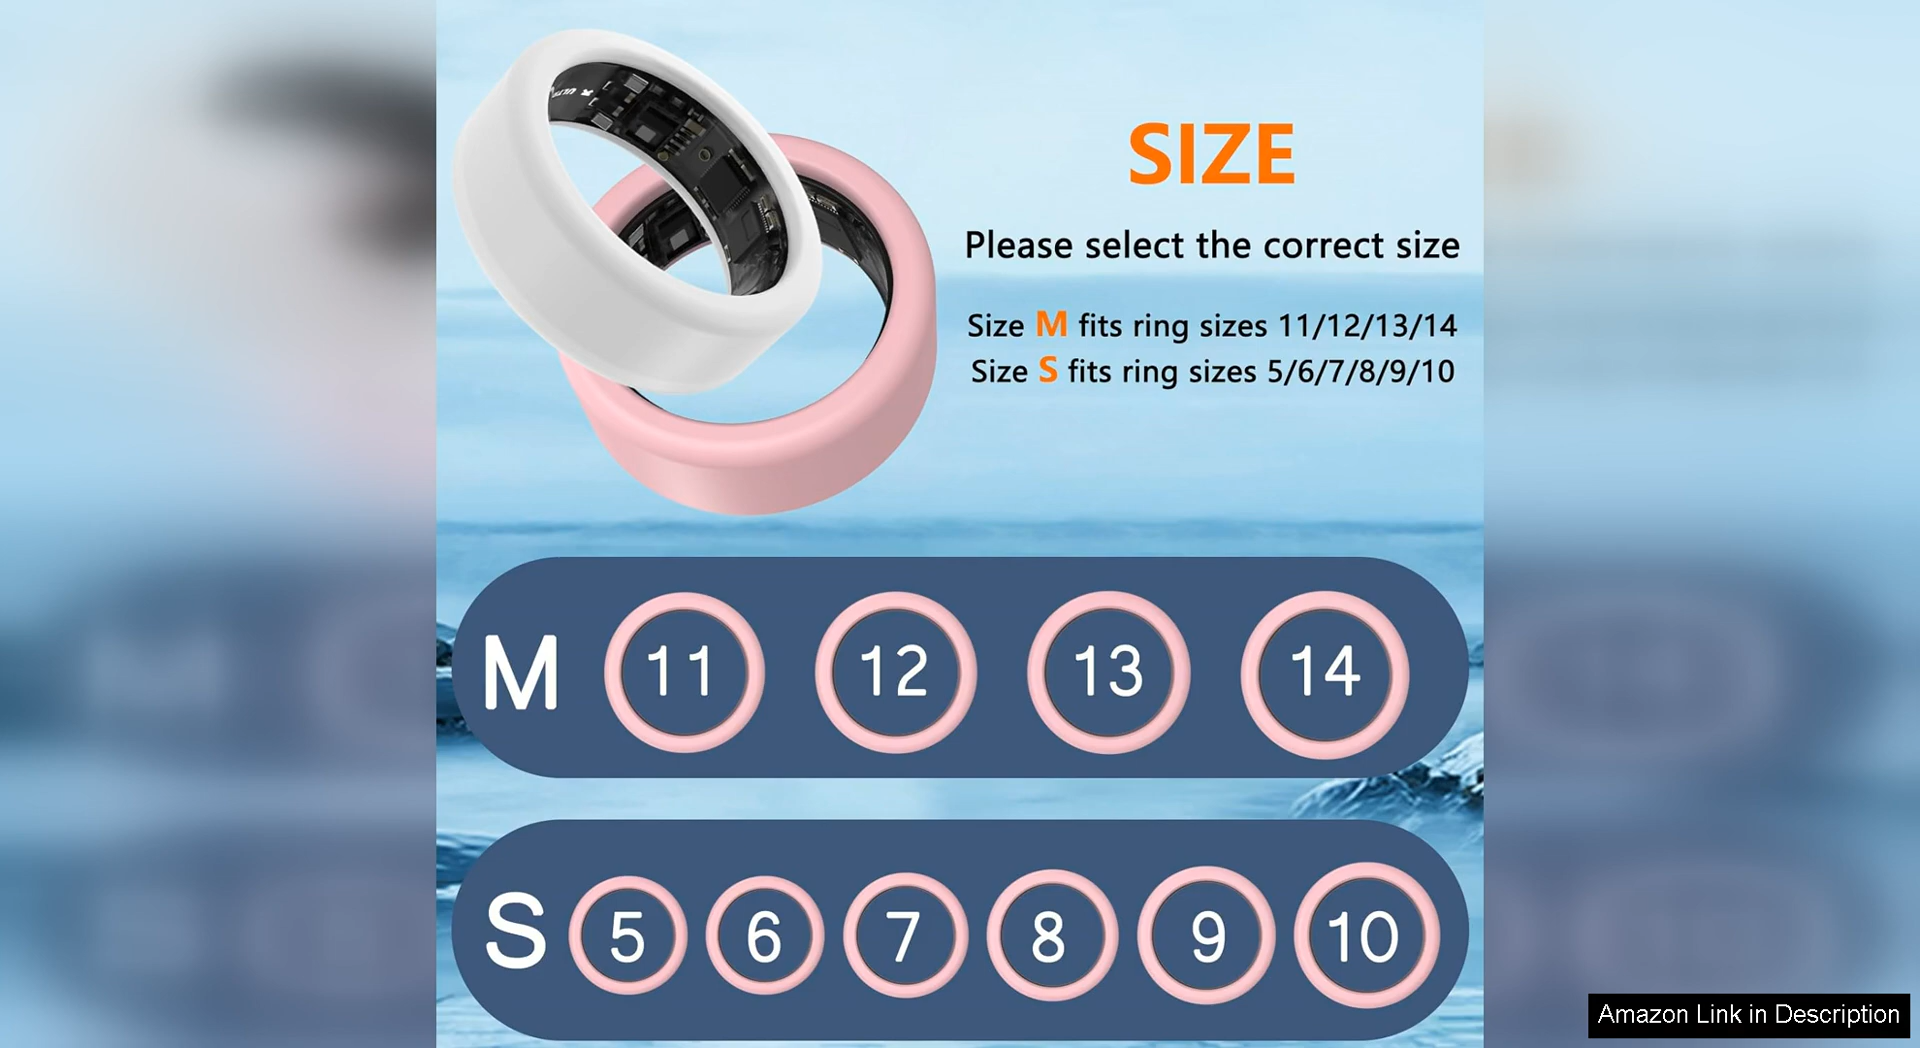 SIZE
Please select the correct size
Size M fits ring sizes 11/12/13/14
Size S fits ring sizes 5/6/7/8/9/10
M 11 12 13 14
S 5 6 7 8 9 10
Amazon Link in Description